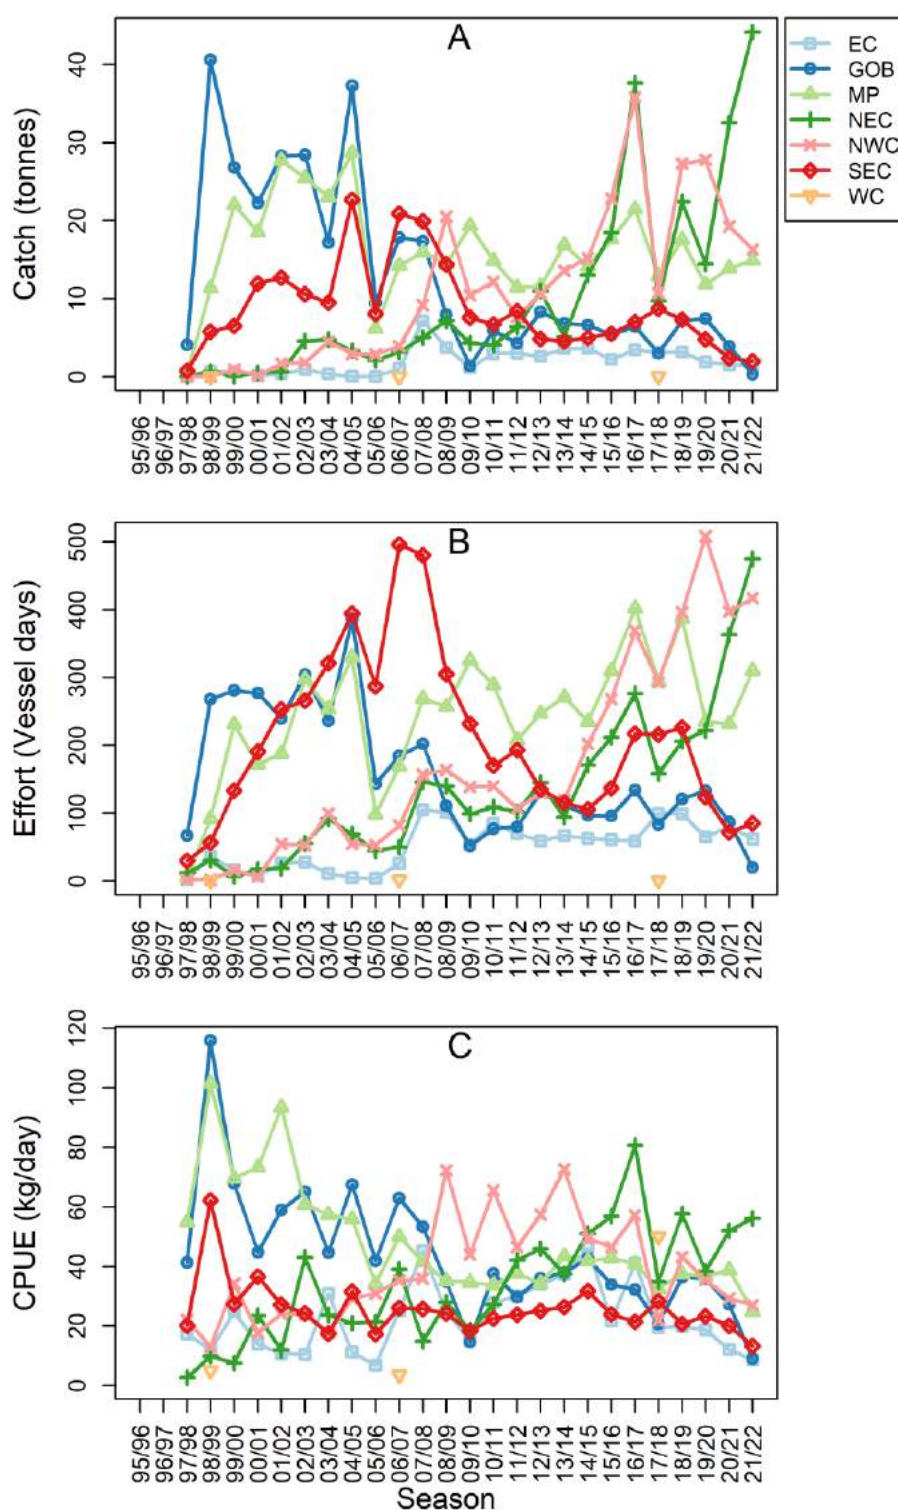 A
EC
GOB
MP
NEC
NWC
SEC
WC
Catch (tonnes)
40
30
20
10
0
95/96 96/97 97/98 98/99 99/00 00/01 01/02 02/03 03/04 04/05 05/06 06/07 07/08 08/09 09/10 10/11 11/12 12/13 13/14 14/15 15/16 16/17 17/18 18/19 19/20 20/21 21/22
B
Effort (Vessel days)
500
400
300
200
100
0
95/96 96/97 97/98 98/99 99/00 00/01 01/02 02/03 03/04 04/05 05/06 06/07 07/08 08/09 09/10 10/11 11/12 12/13 13/14 14/15 15/16 16/17 17/18 18/19 19/20 20/21 21/22
C
CPUE (kg/day)
120
100
80
60
40
20
0
95/96 96/97 97/98 98/99 99/00 00/01 01/02 02/03 03/04 04/05 05/06 06/07 07/08 08/09 09/10 10/11 11/12 12/13 13/14 14/15 15/16 16/17 17/18 18/19 19/20 20/21 21/22
Season